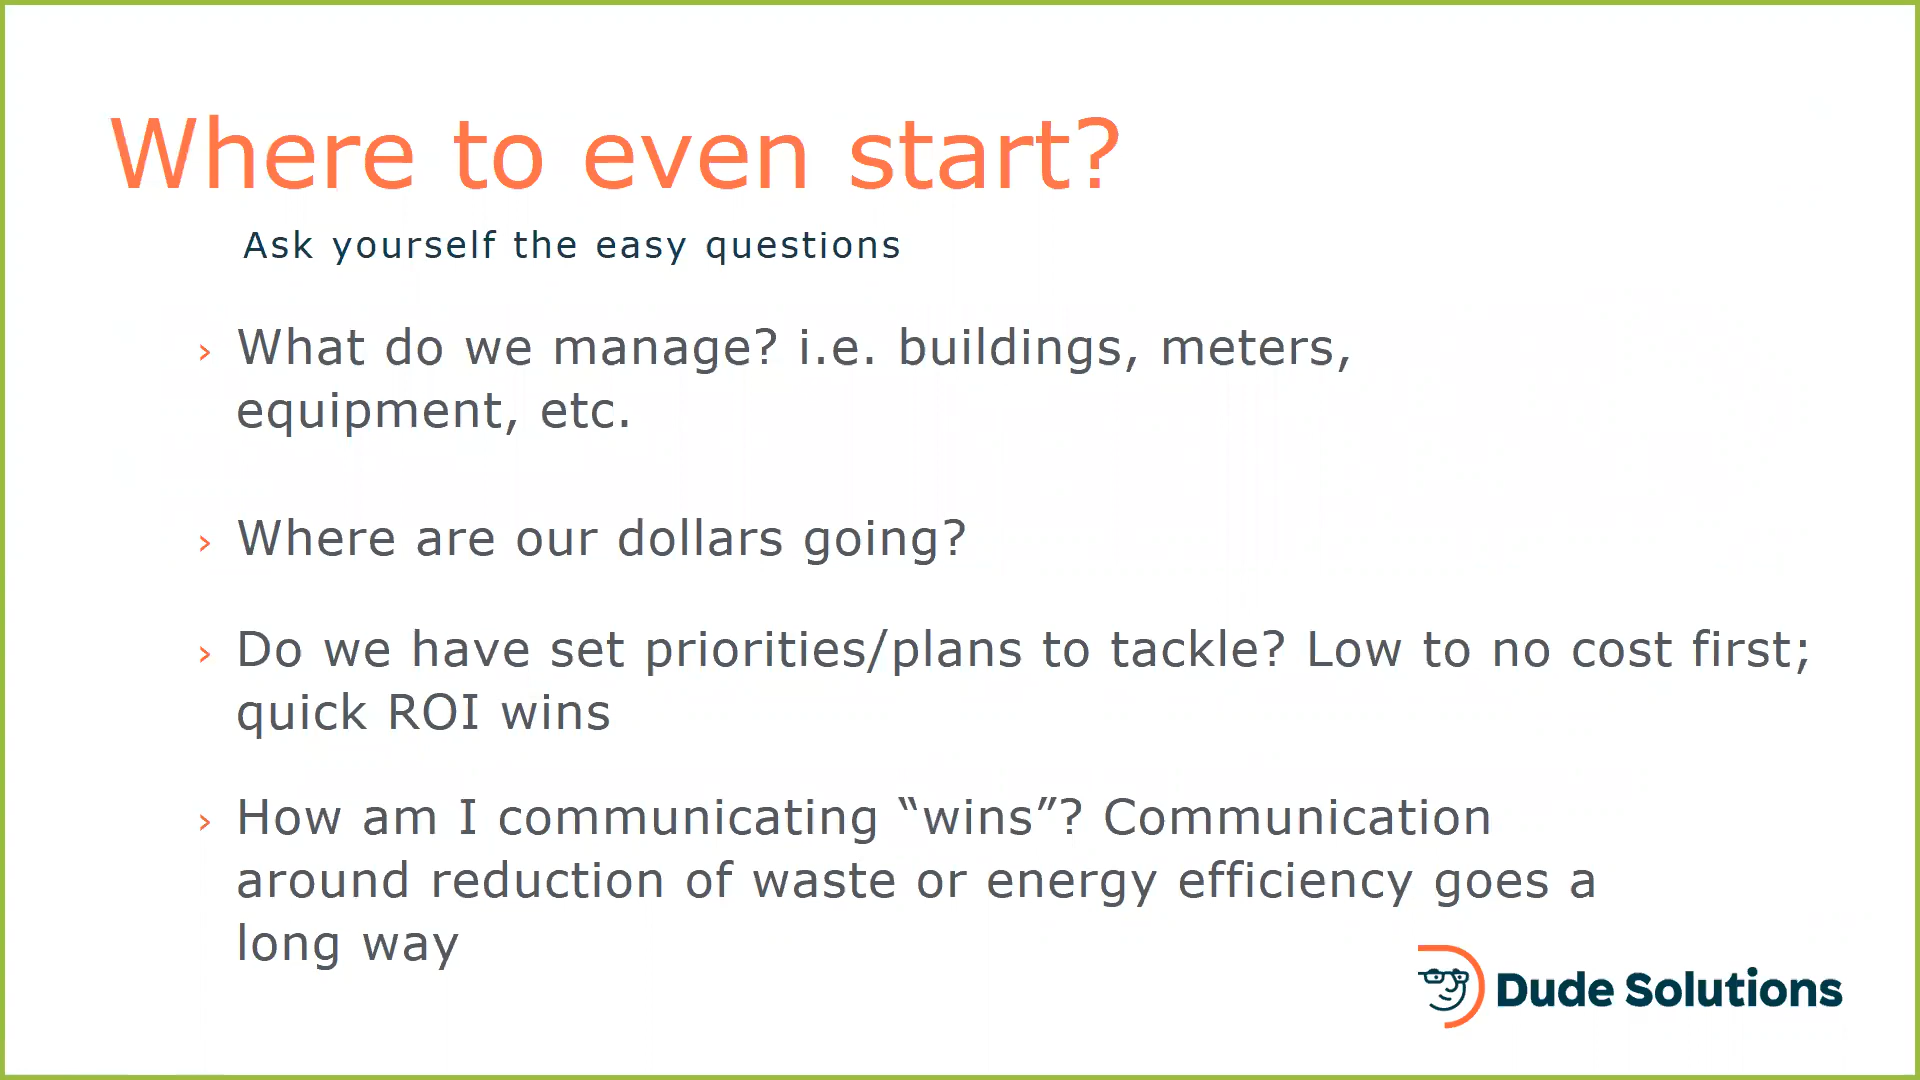 Where to even start?
Ask yourself the easy questions
› What do we manage? i.e. buildings, meters,
equipment, etc.
› Where are our dollars going?
› Do we have set priorities/plans to tackle? Low to no cost first;
quick ROI wins
› How am I communicating “wins”? Communication
around reduction of waste or energy efficiency goes a
long way
Dude Solutions